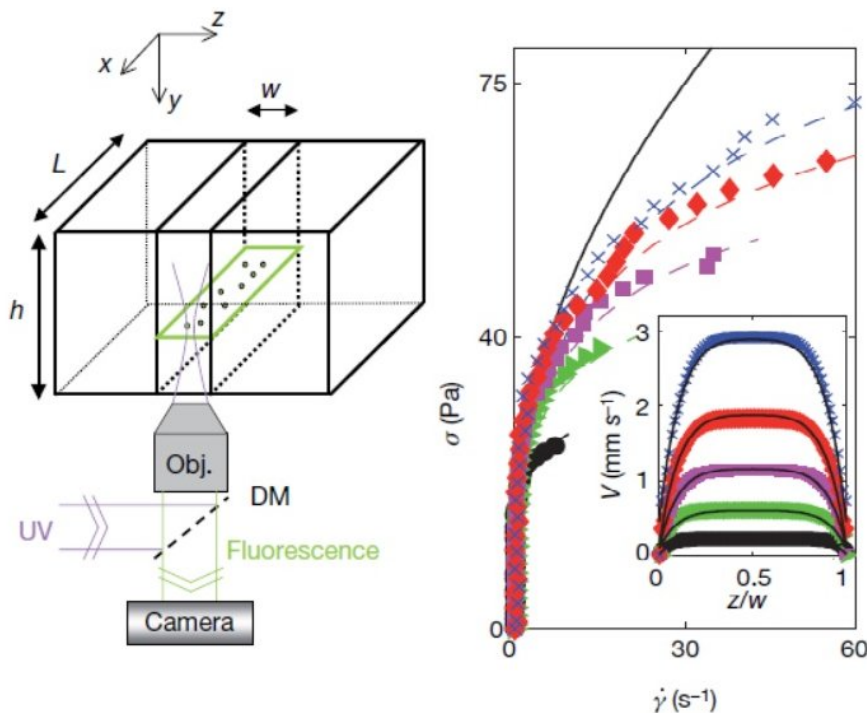 z
x
y
w
L
h
Obj.
DM
UV
Fluorescence
Camera
75
40
0
σ (Pa)
0
30
60
γ̇ (s⁻¹)
3
2
1
0
V (mm s⁻¹)
0
0.5
1
z/w